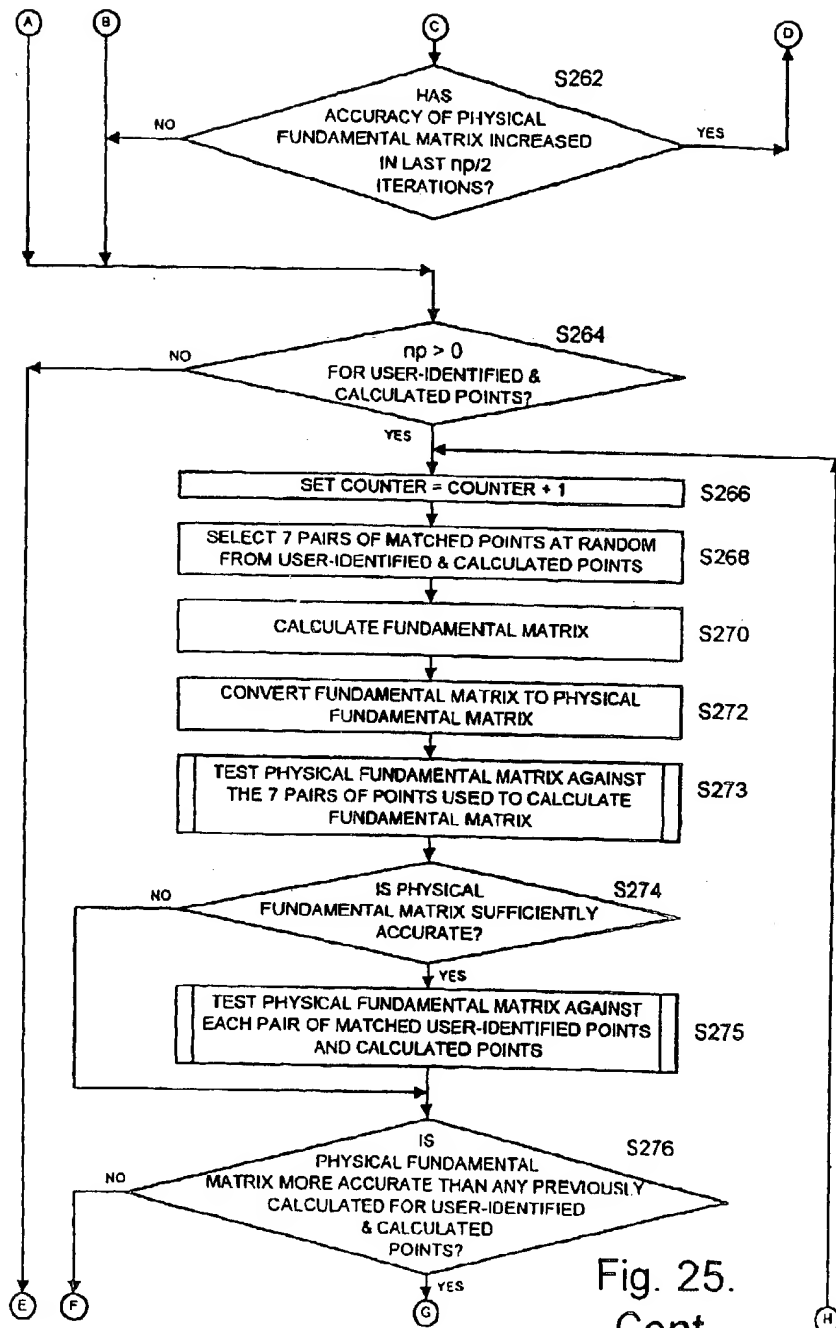 A
B
C
D
S262
HAS
ACCURACY OF PHYSICAL
FUNDAMENTAL MATRIX INCREASED
IN LAST np/2
ITERATIONS?
NO
YES
S264
np > 0
FOR USER-IDENTIFIED &
CALCULATED POINTS?
NO
YES
SET COUNTER = COUNTER + 1
S266
SELECT 7 PAIRS OF MATCHED POINTS AT RANDOM
FROM USER-IDENTIFIED & CALCULATED POINTS
S268
CALCULATE FUNDAMENTAL MATRIX
S270
CONVERT FUNDAMENTAL MATRIX TO PHYSICAL
FUNDAMENTAL MATRIX
S272
TEST PHYSICAL FUNDAMENTAL MATRIX AGAINST
THE 7 PAIRS OF POINTS USED TO CALCULATE
FUNDAMENTAL MATRIX
S273
IS PHYSICAL
FUNDAMENTAL MATRIX SUFFICIENTLY
ACCURATE?
S274
NO
YES
TEST PHYSICAL FUNDAMENTAL MATRIX AGAINST
EACH PAIR OF MATCHED USER-IDENTIFIED POINTS
AND CALCULATED POINTS
S275
IS
PHYSICAL FUNDAMENTAL
MATRIX MORE ACCURATE THAN ANY PREVIOUSLY
CALCULATED FOR USER-IDENTIFIED
& CALCULATED
POINTS?
S276
NO
YES
E
F
G
H
Fig. 25.
Cont.